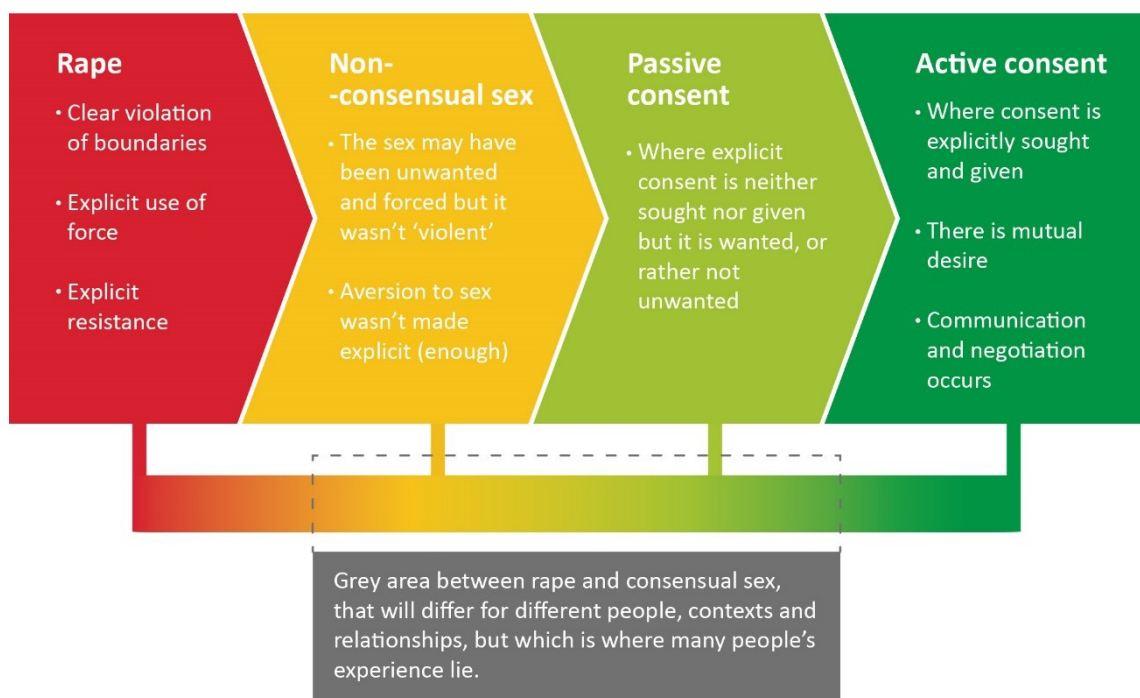 Rape
• Clear violation
of boundaries
• Explicit use of
force
• Explicit
resistance
Non-
-consensual sex
• The sex may have
been unwanted
and forced but it
wasn’t ‘violent’
• Aversion to sex
wasn’t made
explicit (enough)
Passive
consent
• Where explicit
consent is neither
sought nor given
but it is wanted, or
rather not
unwanted
Active consent
• Where consent is
explicitly sought
and given
• There is mutual
desire
• Communication
and negotiation
occurs
Grey area between rape and consensual sex,
that will differ for different people, contexts and
relationships, but which is where many people’s
experience lie.